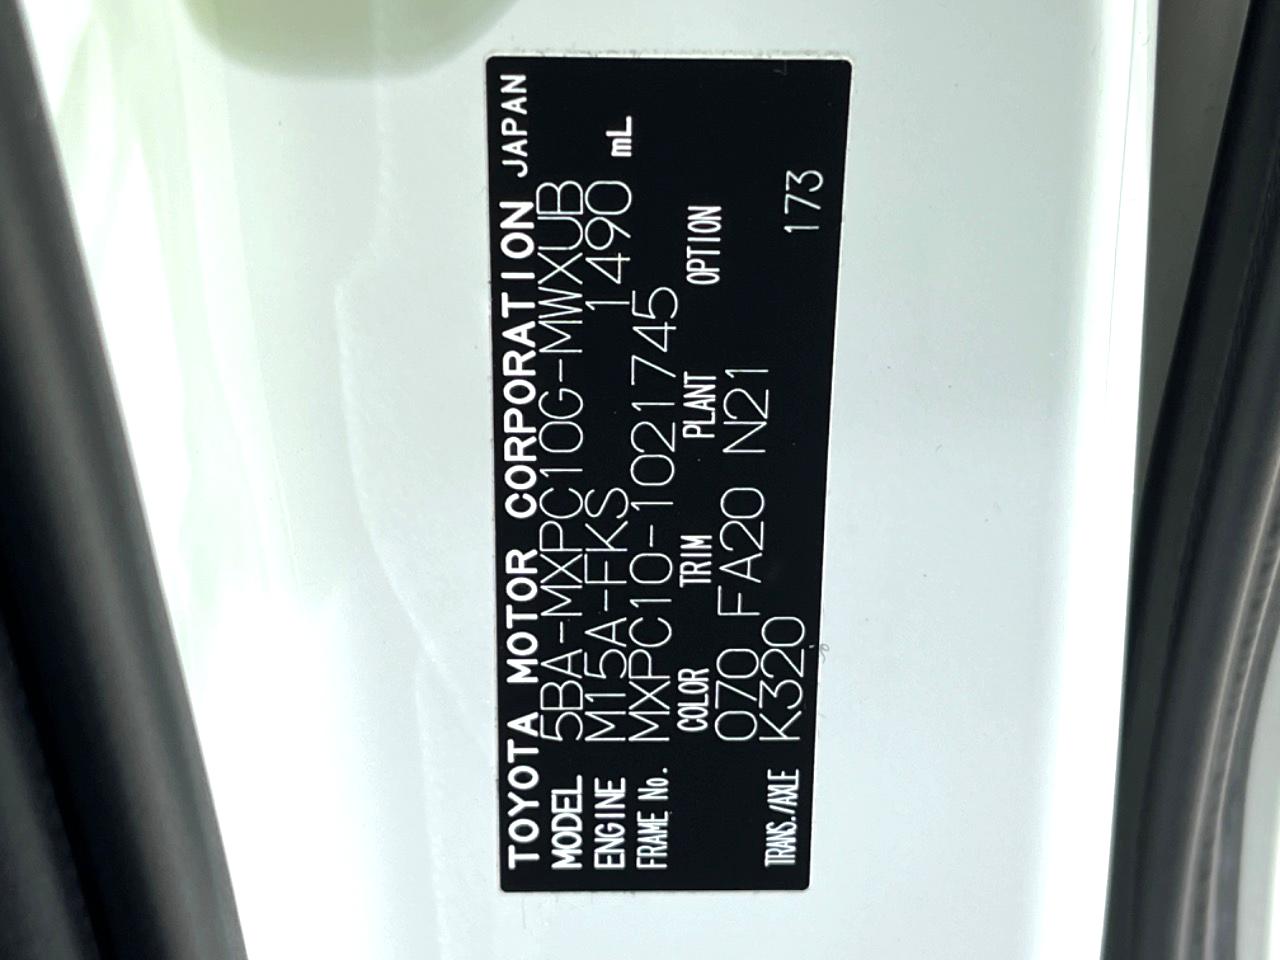 TOYOTA MOTOR CORPORATION JAPAN
MODEL 5BA-MXPC10G-MWXUB
ENGINE M15A-FKS 1490 mL
FRAME No. MXPC10-1021745
COLOR TRIM PLANT OPTION
070 FA20 N21
TRANS./AXLE K320 173